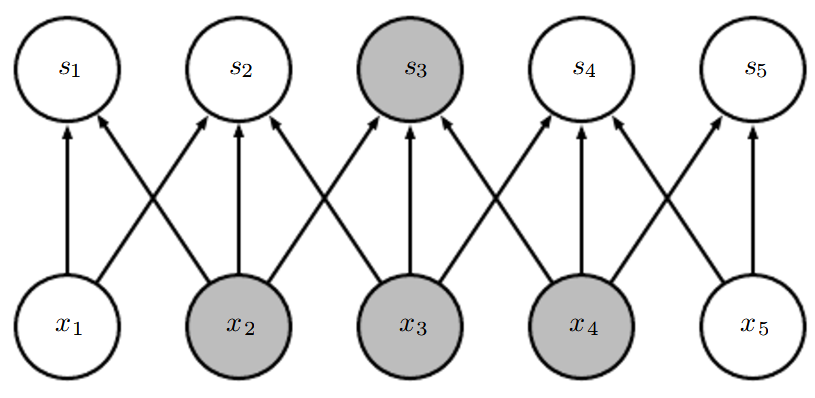 s₁ s₂ s₃ s₄ s₅
x₁ x₂ x₃ x₄ x₅